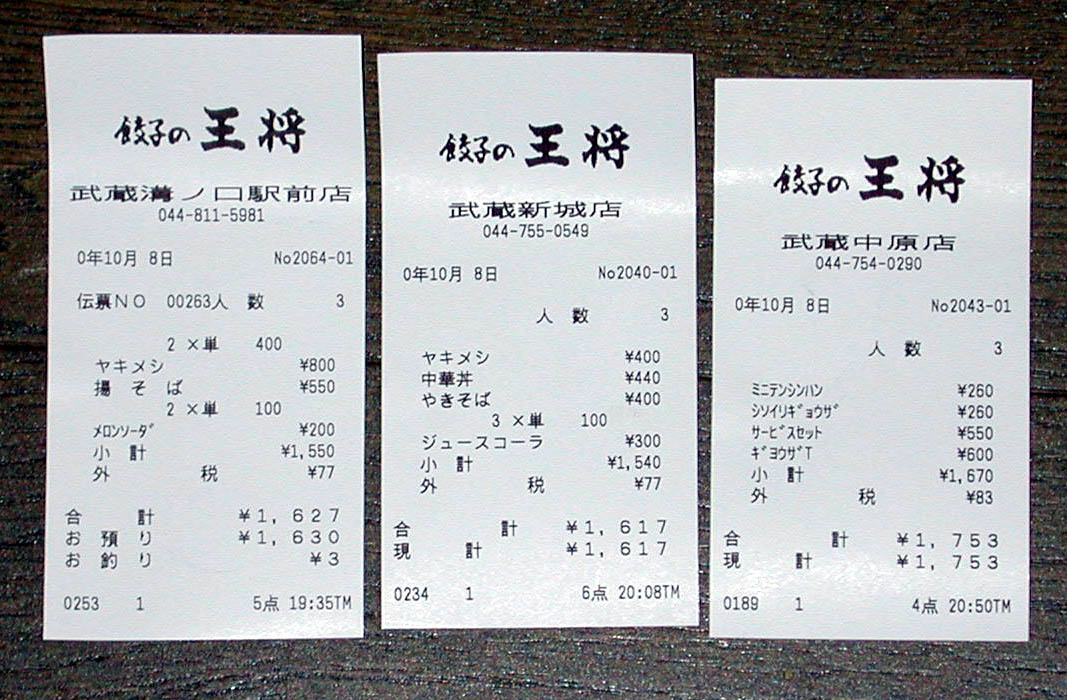 餃子の王将
武蔵溝ノ口駅前店
044-811-5981
0年10月 8日 No2064-01
伝票NO 00263人 数 3
2 ×単 400
ヤキメシ ¥800
揚そば ¥550
2 ×単 100
ﾒﾛﾝｿｰﾀﾞ ¥200
小計 ¥1,550
外税 ¥77
合計 ¥1,627
お預り ¥1,630
お釣り ¥3
0253 1 5点 19:35TM
餃子の王将
武蔵新城店
044-755-0549
0年10月 8日 No2040-01
人 数 3
ヤキメシ ¥400
中華丼 ¥440
やきそば ¥400
3 ×単 100
ジュースコーラ ¥300
小計 ¥1,540
外税 ¥77
合計 ¥1,617
現計 ¥1,617
0234 1 6点 20:08TM
餃子の王将
武蔵中原店
044-754-0290
0年10月 8日 No2043-01
人 数 3
ﾐﾆﾃﾝｼﾝﾊﾝ ¥260
ｼｿｲﾘｷﾞｮｳｻﾞ ¥260
ｻｰﾋﾞｽｾｯﾄ ¥550
ｷﾞﾖｳｻﾞT ¥600
小計 ¥1,670
外税 ¥83
合計 ¥1,753
現計 ¥1,753
0189 1 4点 20:50TM